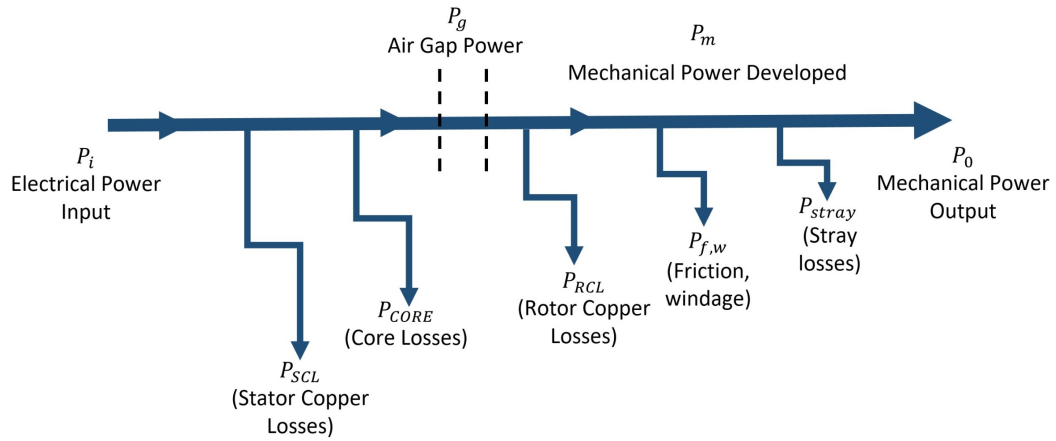 P_g
Air Gap Power
P_m
Mechanical Power Developed
P_i
Electrical Power
Input
P_0
Mechanical Power
Output
P_stray
(Stray
losses)
P_f,w
(Friction,
windage)
P_RCL
(Rotor Copper
Losses)
P_CORE
(Core Losses)
P_SCL
(Stator Copper
Losses)